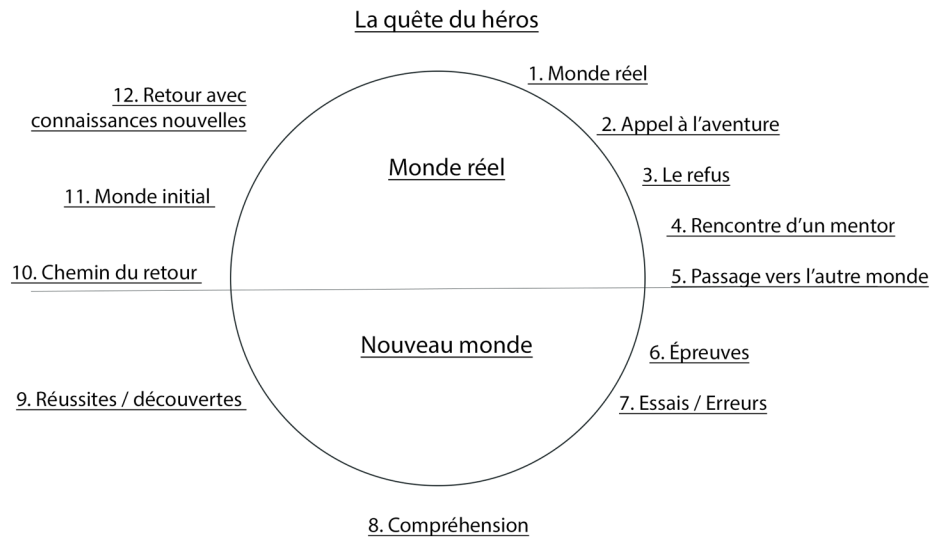 La quête du héros
1. Monde réel
2. Appel à l'aventure
3. Le refus
4. Rencontre d'un mentor
5. Passage vers l'autre monde
6. Épreuves
7. Essais / Erreurs
8. Compréhension
9. Réussites / découvertes
10. Chemin du retour
11. Monde initial
12. Retour avec
connaissances nouvelles
Monde réel
Nouveau monde